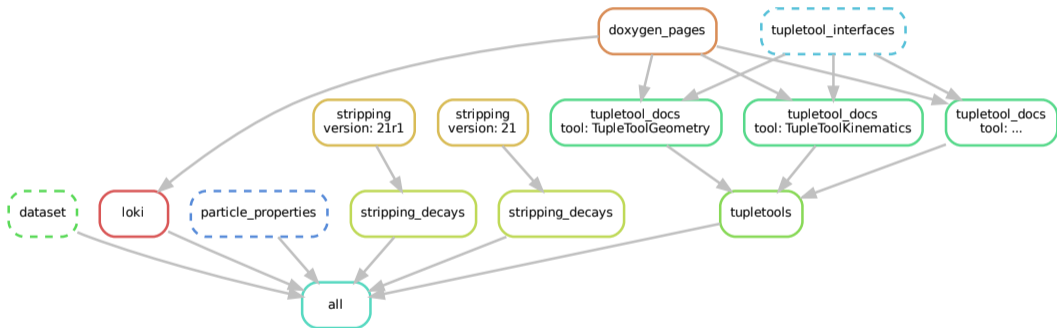 doxygen_pages
tupletool_interfaces
stripping
version: 21r1
stripping
version: 21
tupletool_docs
tool: TupleToolGeometry
tupletool_docs
tool: TupleToolKinematics
tupletool_docs
tool: ...
dataset
loki
particle_properties
stripping_decays
stripping_decays
tupletools
all